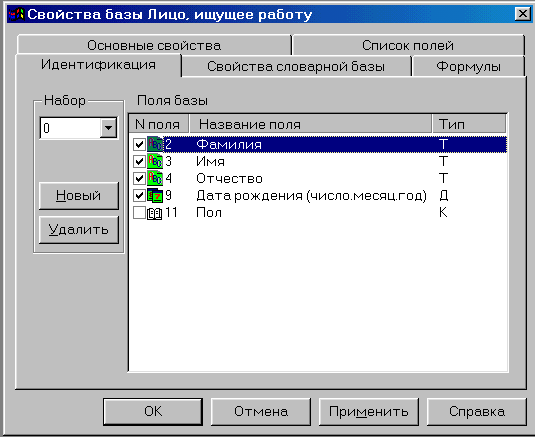 Свойства базы Лицо, ищущее работу
Основные свойства Список полей
Идентификация Свойства словарной базы Формулы
Набор Поля базы
0
N поля Название поля Тип
2 Фамилия Т
3 Имя Т
4 Отчество Т
9 Дата рождения (число.месяц.год) Д
11 Пол К
Новый
Удалить
OK Отмена Применить Справка